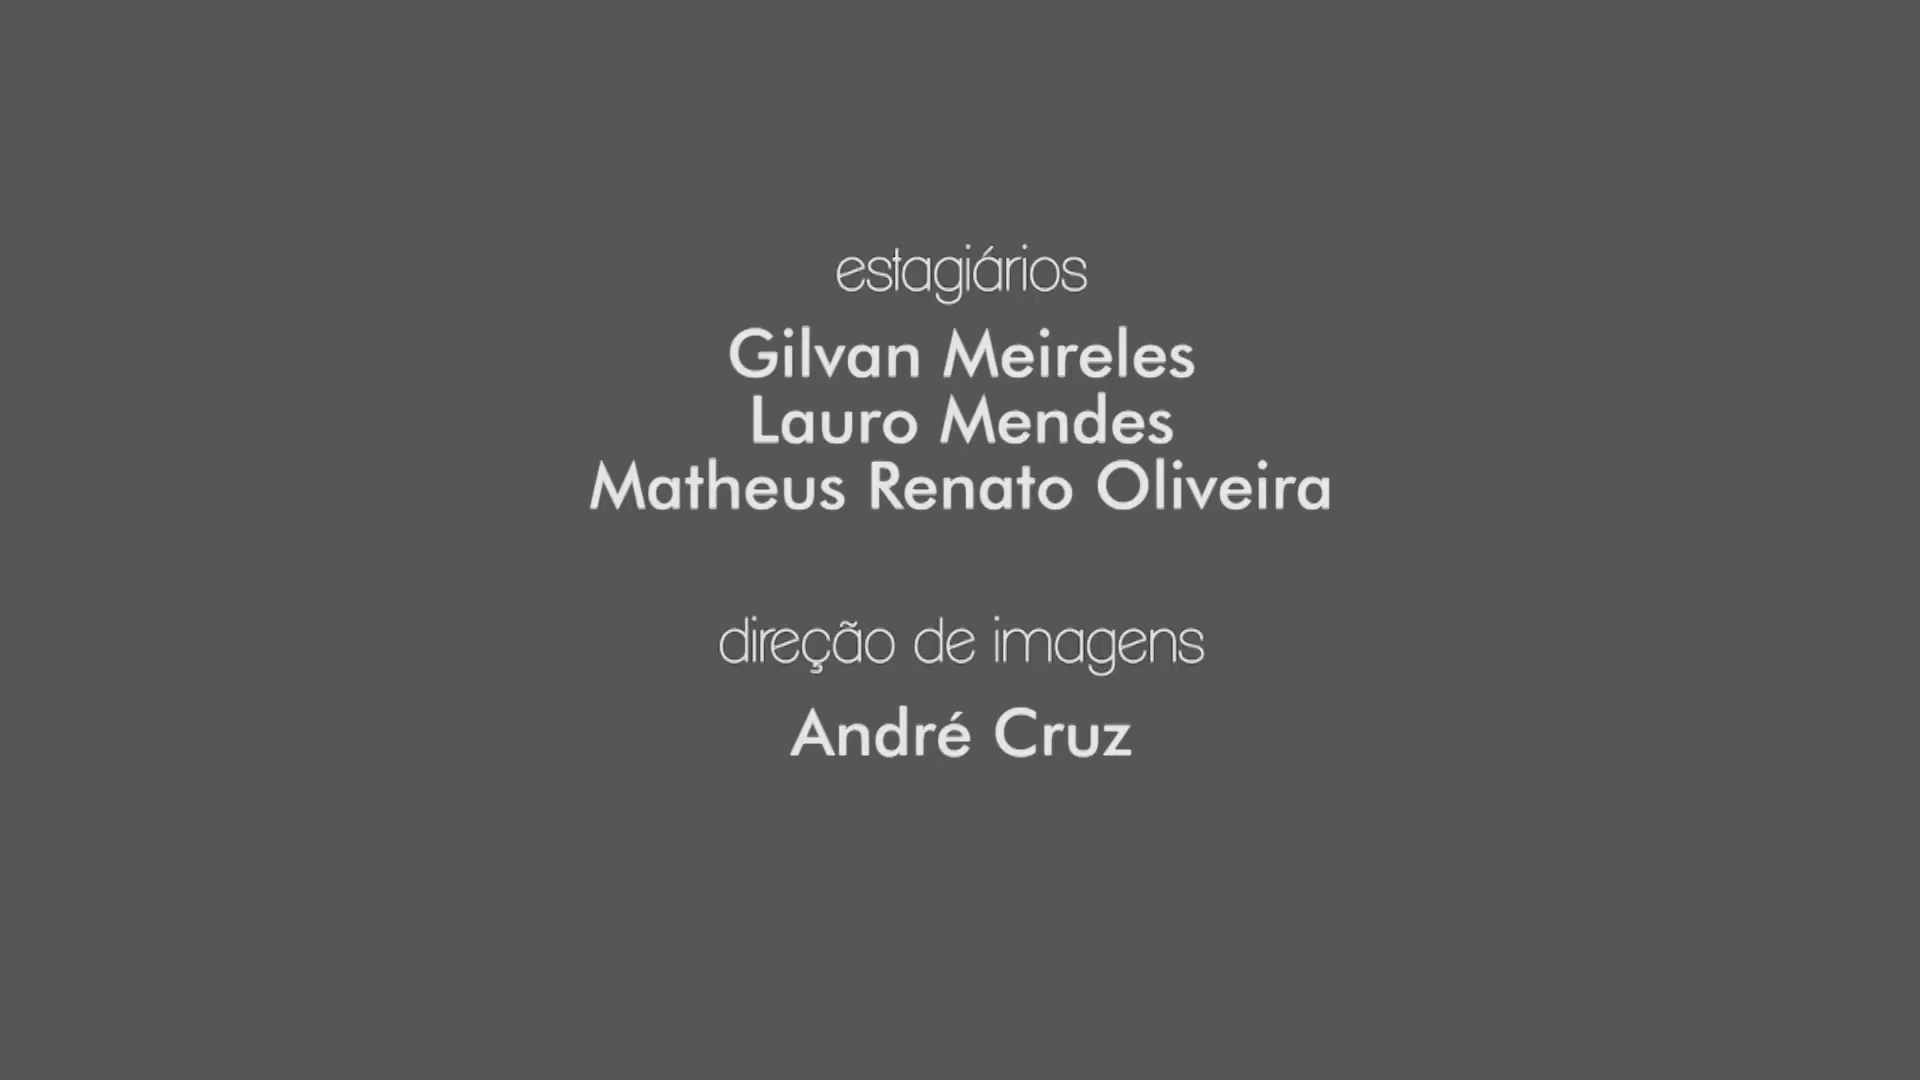 estagiários
Gilvan Meireles
Lauro Mendes
Matheus Renato Oliveira
direção de imagens
André Cruz